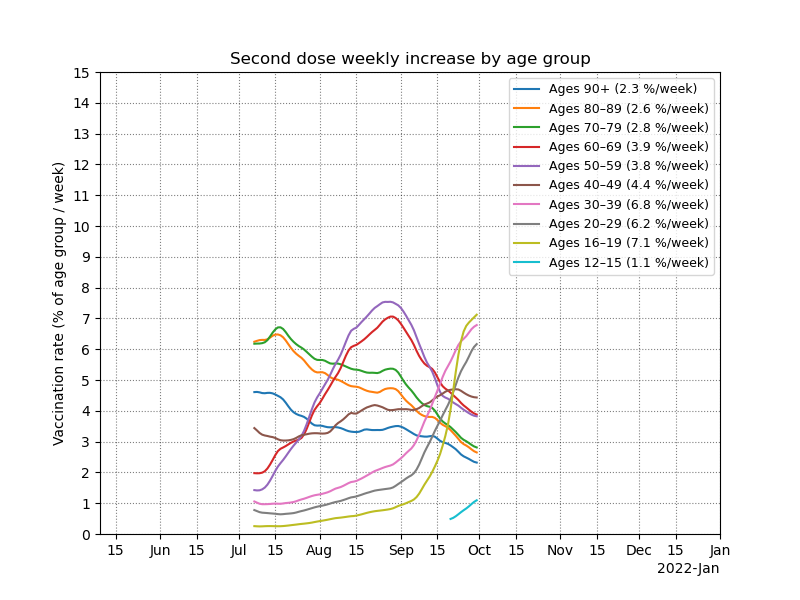 Second dose weekly increase by age group
Vaccination rate (% of age group / week)
15
14
13
12
11
10
9
8
7
6
5
4
3
2
1
0
Ages 90+ (2.3 %/week)
Ages 80–89 (2.6 %/week)
Ages 70–79 (2.8 %/week)
Ages 60–69 (3.9 %/week)
Ages 50–59 (3.8 %/week)
Ages 40–49 (4.4 %/week)
Ages 30–39 (6.8 %/week)
Ages 20–29 (6.2 %/week)
Ages 16–19 (7.1 %/week)
Ages 12–15 (1.1 %/week)
15 Jun 15 Jul 15 Aug 15 Sep 15 Oct 15 Nov 15 Dec 15 Jan
2022-Jan